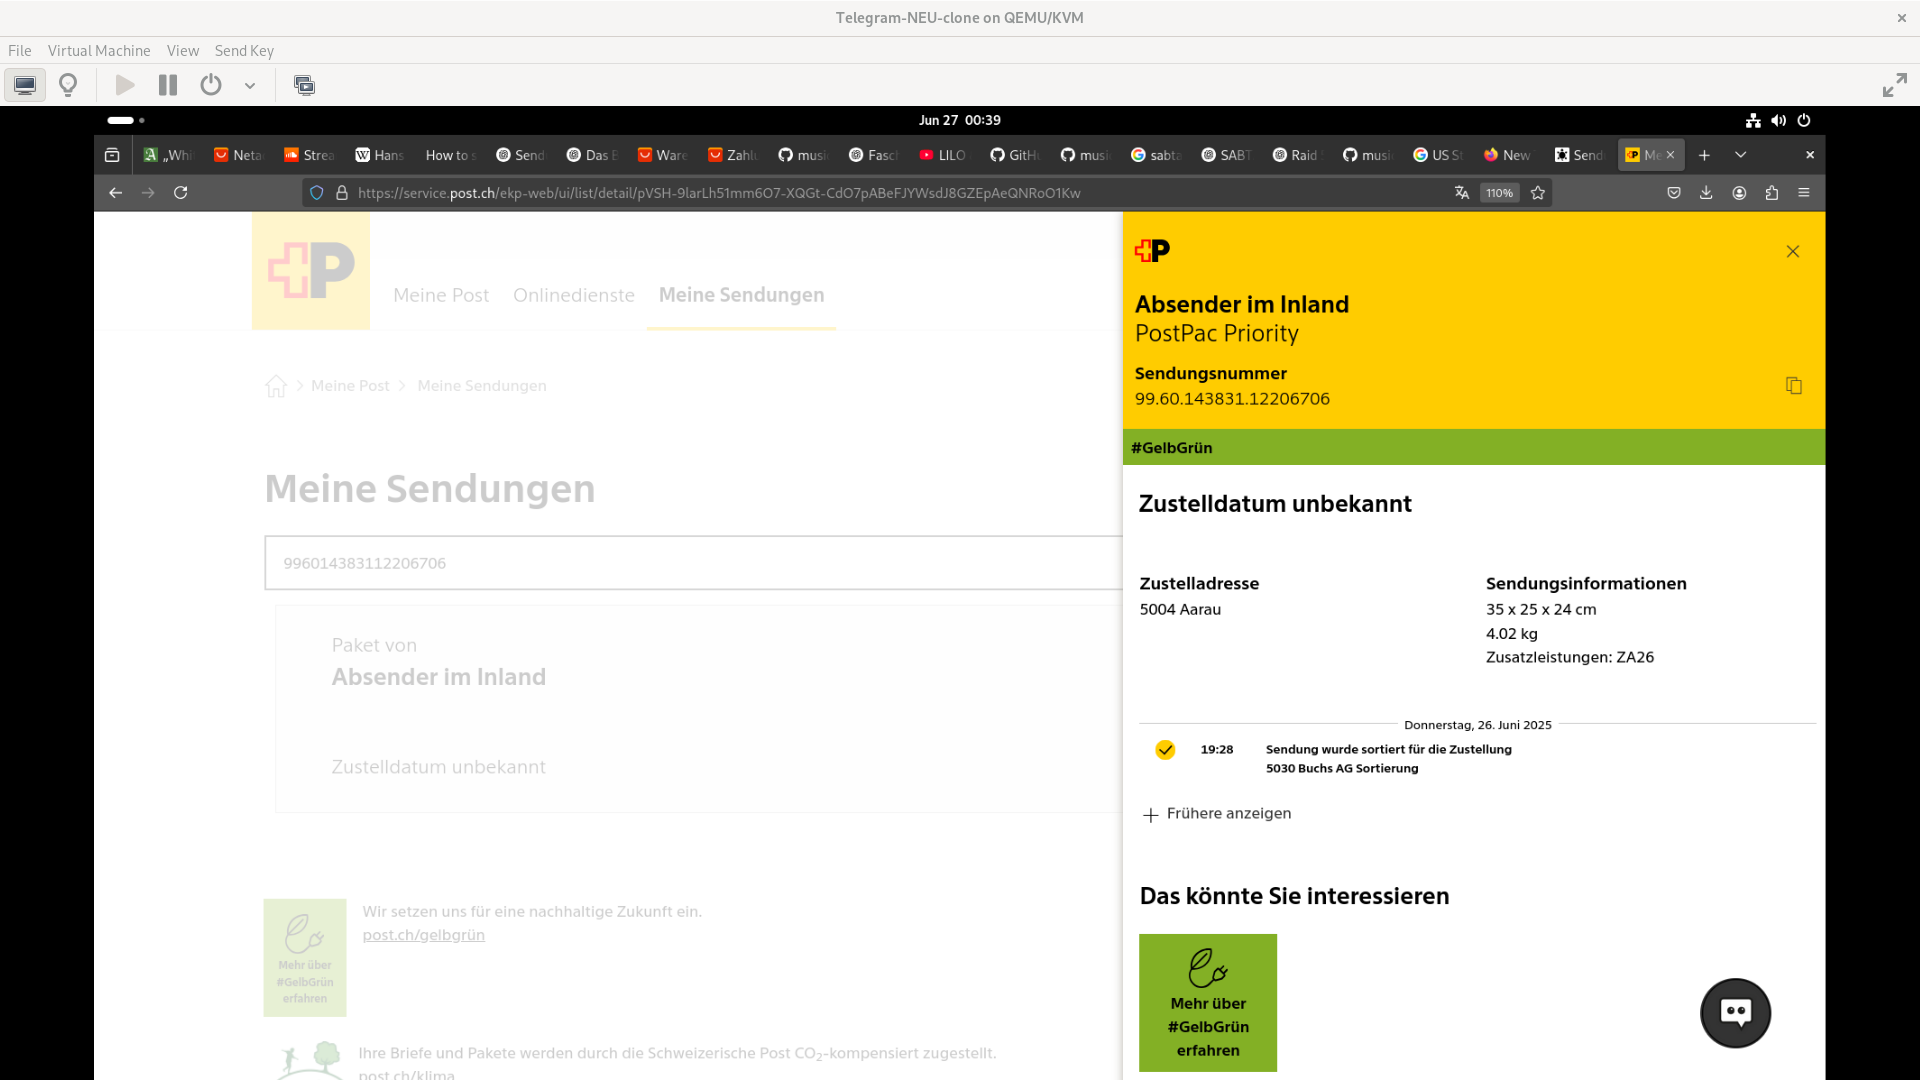 Telegram-NEU-clone on QEMU/KVM
File Virtual Machine View Send Key
Jun 27 00:39
„Whi Neta Strea Hans How to s Send Das B Ware Zahlu musi Fasch LILO GitHu musi sabta SABT Raid musi US St New Send Me
https://service.post.ch/ekp-web/ui/list/detail/pVSH-9larLh51mm6O7-XQGt-CdO7pABeFJYWsdJ8GZEpAeQNRoO1Kw
110%
P
Meine Post Onlinedienste Meine Sendungen
Meine Post Meine Sendungen
Meine Sendungen
996014383112206706
Paket von
Absender im Inland
Zustelldatum unbekannt
Mehr über
#GelbGrün
erfahren
Wir setzen uns für eine nachhaltige Zukunft ein.
post.ch/gelbgrün
Ihre Briefe und Pakete werden durch die Schweizerische Post CO₂-kompensiert zugestellt.
post.ch/klima
P
Absender im Inland
PostPac Priority
Sendungsnummer
99.60.143831.12206706
#GelbGrün
Zustelldatum unbekannt
Zustelladresse
5004 Aarau
Sendungsinformationen
35 x 25 x 24 cm
4.02 kg
Zusatzleistungen: ZA26
Donnerstag, 26. Juni 2025
19:28 Sendung wurde sortiert für die Zustellung
5030 Buchs AG Sortierung
Frühere anzeigen
Das könnte Sie interessieren
Mehr über
#GelbGrün
erfahren